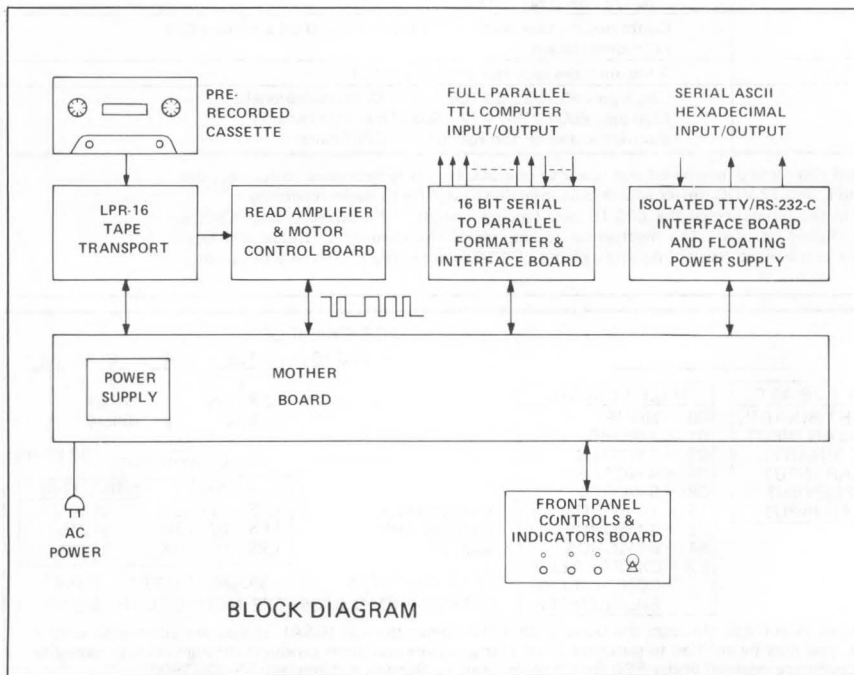 PRE-
RECORDED
CASSETTE
FULL PARALLEL
TTL COMPUTER
INPUT/OUTPUT
SERIAL ASCII
HEXADECIMAL
INPUT/OUTPUT
LPR-16
TAPE
TRANSPORT
READ AMPLIFIER
& MOTOR
CONTROL BOARD
16 BIT SERIAL
TO PARALLEL
FORMATTER &
INTERFACE BOARD
ISOLATED TTY/RS-232-C
INTERFACE BOARD
AND FLOATING
POWER SUPPLY
POWER
SUPPLY
MOTHER
BOARD
AC
POWER
FRONT PANEL
CONTROLS &
INDICATORS BOARD
BLOCK DIAGRAM